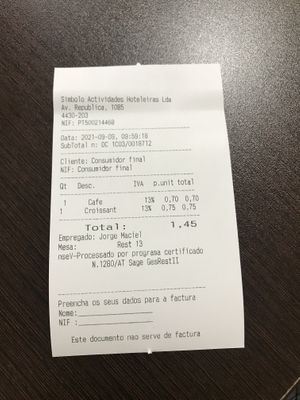 Simbolo Actividades Hoteleiras Lda
Av. Republica, 1085
4430-203
NIF: PT500214468
Data: 2021-09-09, 09:59:18
SubTotal n: DC 1C03/0018712
Cliente: Consumidor final
NIF: Consumidor final
Qt Desc. IVA p.unit total
1 Cafe 13% 0,70 0,70
1 Croissant 13% 0,75 0,75
Total: 1,45
Empregado: Jorge Maciel
Mesa: Rest 13
nseV-Processado por programa certificado
N.1280/AT Sage GesRestII
Preencha os seus dados para a factura
Nome:
NIF :
Este documento nao serve de factura